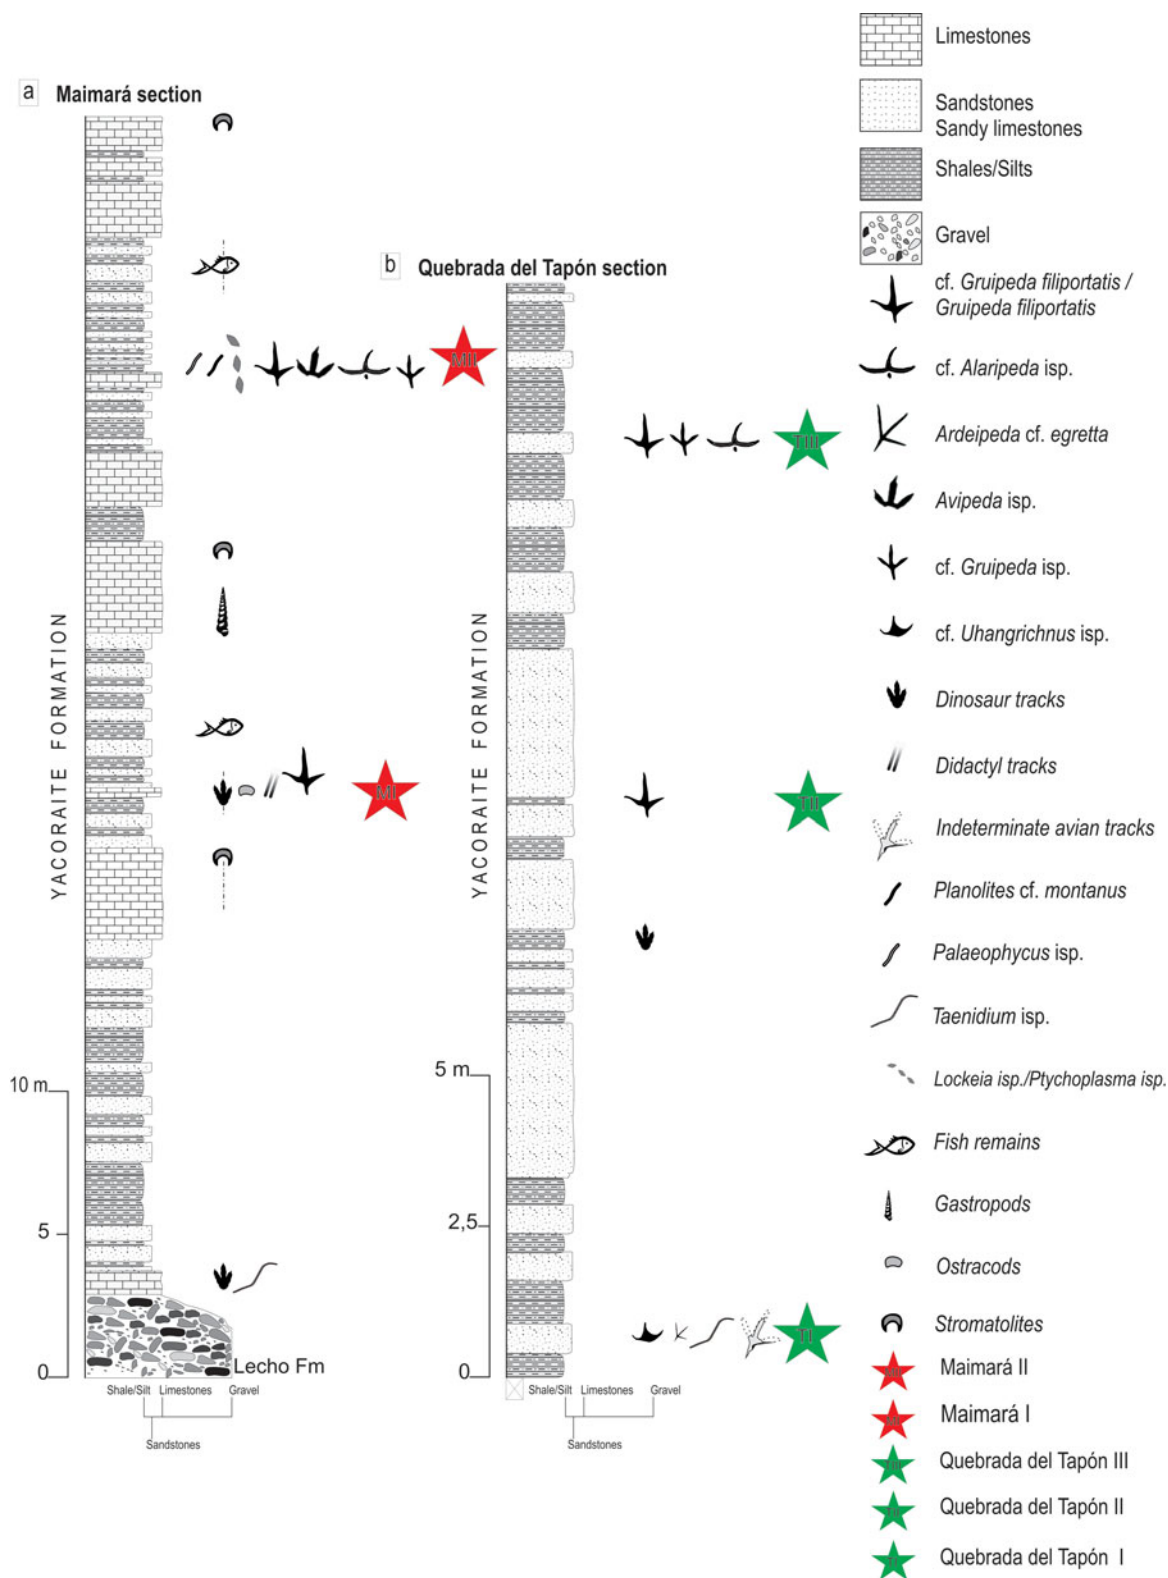 a Maimará section
YACORAITE FORMATION
10 m
5
0
MII
MI
Lecho Fm
Shale/Silt Limestones Gravel
Sandstones
b Quebrada del Tapón section
YACORAITE FORMATION
5 m
2,5
0
TIII
TII
TI
Shale/Silt Limestones Gravel
Sandstones
Limestones
Sandstones
Sandy limestones
Shales/Silts
Gravel
cf. Gruipeda filiportatis /
Gruipeda filiportatis
cf. Alaripeda isp.
Ardeipeda cf. egretta
Avipeda isp.
cf. Gruipeda isp.
cf. Uhangrichnus isp.
Dinosaur tracks
Didactyl tracks
Indeterminate avian tracks
Planolites cf. montanus
Palaeophycus isp.
Taenidium isp.
Lockeia isp./Ptychoplasma isp.
Fish remains
Gastropods
Ostracods
Stromatolites
Maimará II
Maimará I
Quebrada del Tapón III
Quebrada del Tapón II
Quebrada del Tapón I